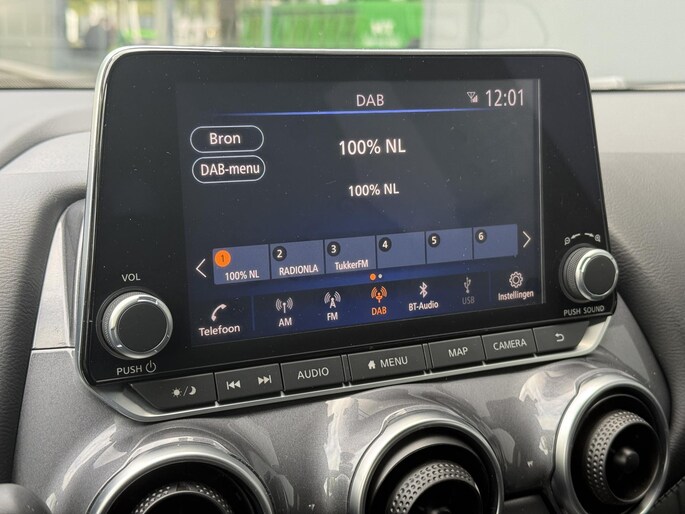 DAB 12:01
Bron
100% NL
DAB-menu
100% NL
1 2 3 4 5 6
100% NL RADIONLA TukkerFM
Telefoon AM FM DAB BT-Audio USB Instellingen
VOL
PUSH
PUSH SOUND
AUDIO MENU MAP CAMERA